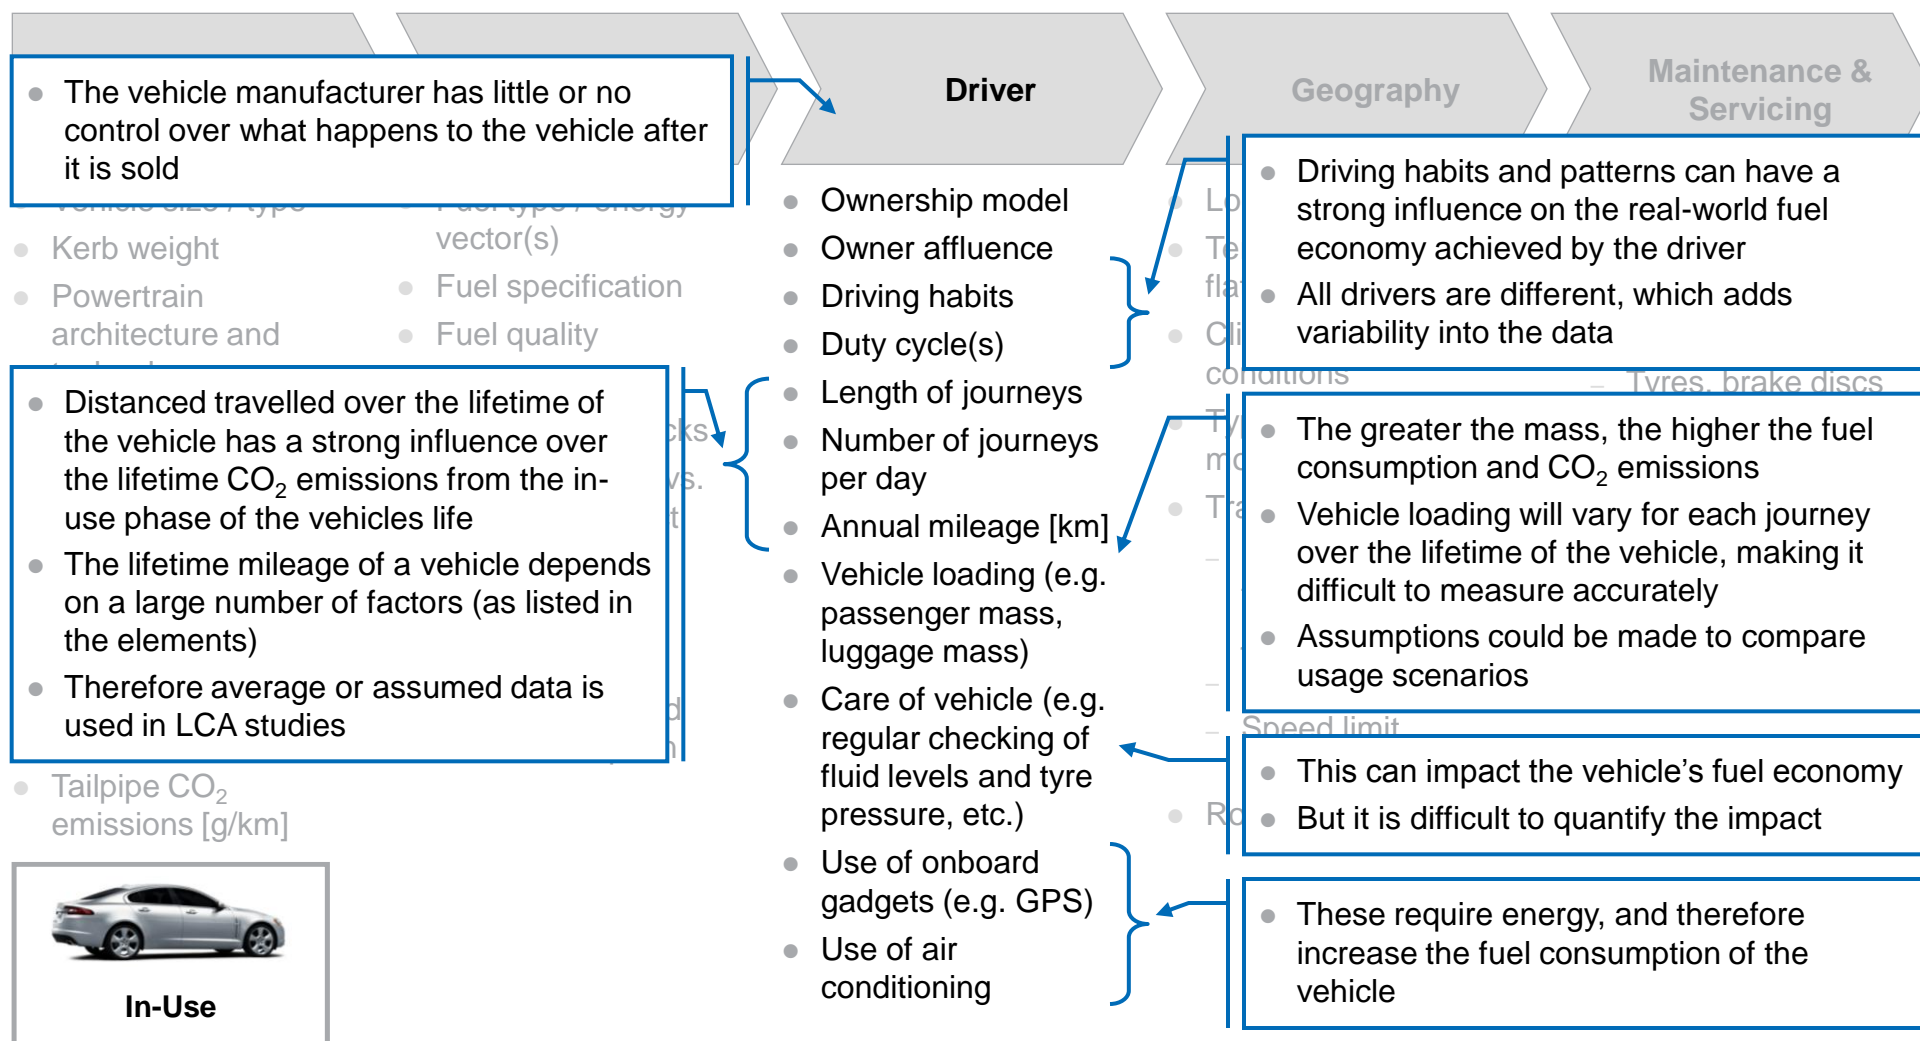 Driver
Geography
Maintenance &
Servicing
● The vehicle manufacturer has little or no
control over what happens to the vehicle after
it is sold
● Kerb weight
● Powertrain
architecture and
● Distanced travelled over the lifetime of
the vehicle has a strong influence over
the lifetime CO₂ emissions from the in-
use phase of the vehicles life
● The lifetime mileage of a vehicle depends
on a large number of factors (as listed in
the elements)
● Therefore average or assumed data is
used in LCA studies
● Tailpipe CO₂
emissions [g/km]
In-Use
vector(s)
● Fuel specification
● Fuel quality
vs.
● Ownership model
● Owner affluence
● Driving habits
● Duty cycle(s)
● Length of journeys
● Number of journeys
per day
● Annual mileage [km]
● Vehicle loading (e.g.
passenger mass,
luggage mass)
● Care of vehicle (e.g.
regular checking of
fluid levels and tyre
pressure, etc.)
● Use of onboard
gadgets (e.g. GPS)
● Use of air
conditioning
● Driving habits and patterns can have a
strong influence on the real-world fuel
economy achieved by the driver
● All drivers are different, which adds
variability into the data
conditions
– Tyres, brake discs
● The greater the mass, the higher the fuel
consumption and CO₂ emissions
● Vehicle loading will vary for each journey
over the lifetime of the vehicle, making it
difficult to measure accurately
● Assumptions could be made to compare
usage scenarios
– Speed limit
● This can impact the vehicle's fuel economy
● But it is difficult to quantify the impact
● These require energy, and therefore
increase the fuel consumption of the
vehicle